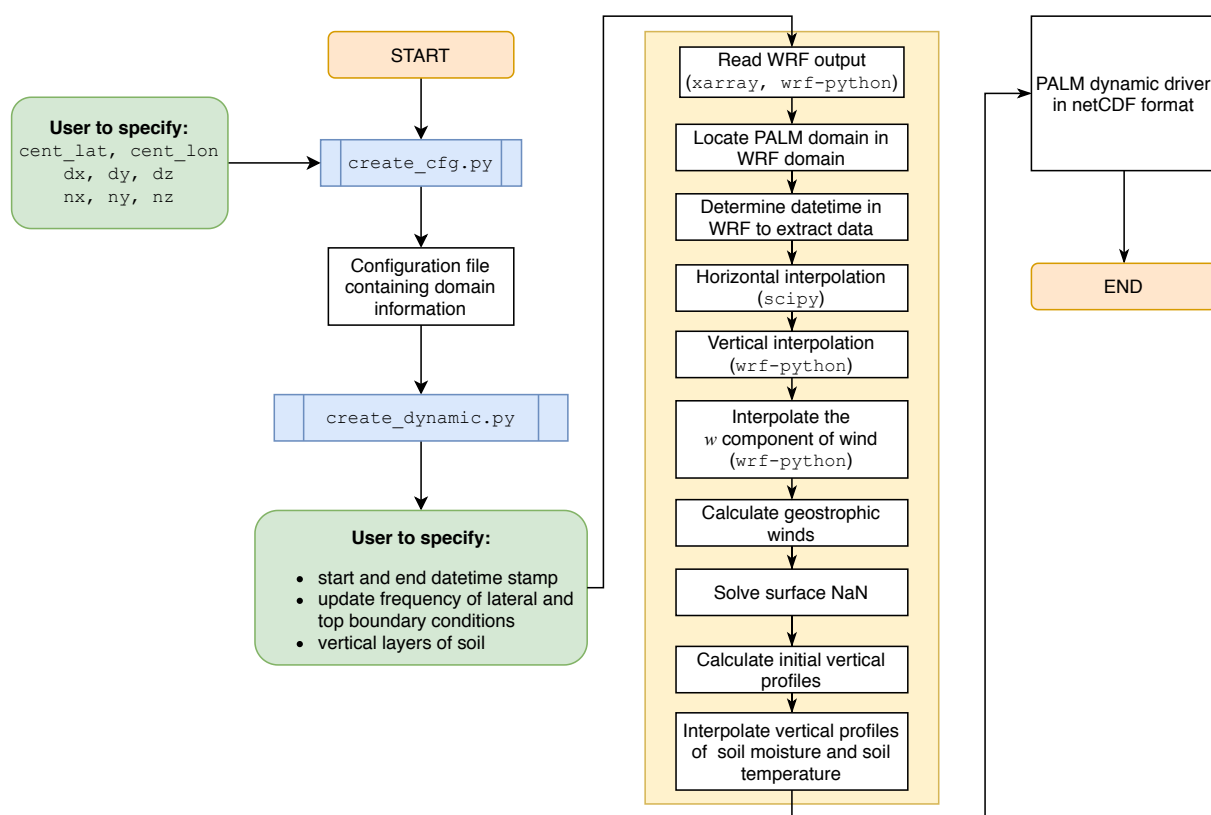 START
User to specify:
cent_lat, cent_lon
dx, dy, dz
nx, ny, nz
create_cfg.py
Configuration file
containing domain
information
create_dynamic.py
User to specify:
• start and end datetime stamp
• update frequency of lateral and
top boundary conditions
• vertical layers of soil
Read WRF output
(xarray, wrf-python)
Locate PALM domain in
WRF domain
Determine datetime in
WRF to extract data
Horizontal interpolation
(scipy)
Vertical interpolation
(wrf-python)
Interpolate the
w component of wind
(wrf-python)
Calculate geostrophic
winds
Solve surface NaN
Calculate initial vertical
profiles
Interpolate vertical profiles
of soil moisture and soil
temperature
PALM dynamic driver
in netCDF format
END